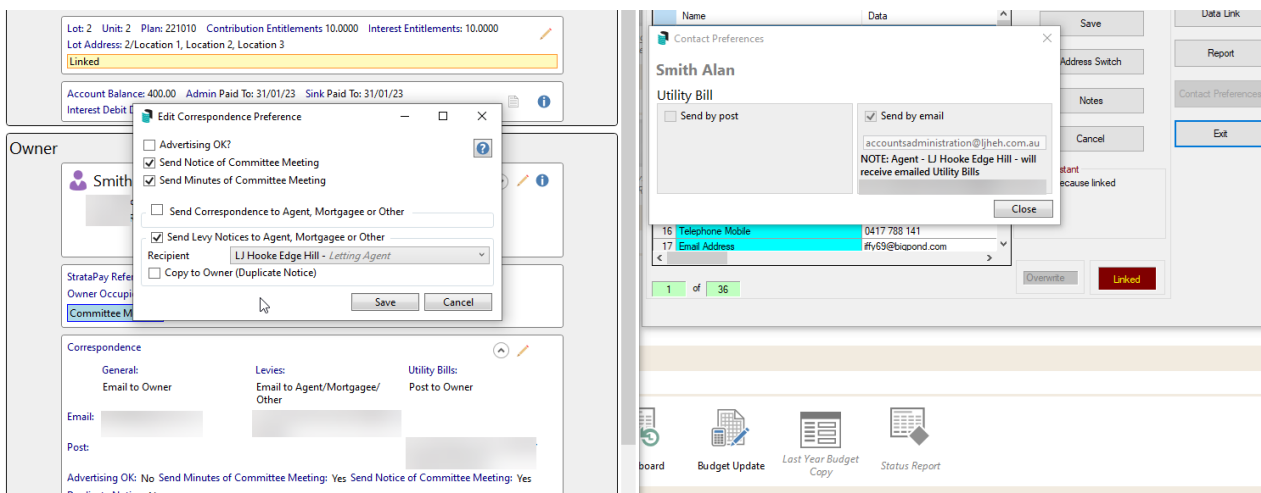 Lot: 2 Unit: 2 Plan: 221010 Contribution Entitlements 10.0000 Interest Entitlements: 10.0000
Lot Address: 2/Location 1, Location 2, Location 3
Linked
Account Balance: 400.00 Admin Paid To: 31/01/23 Sink Paid To: 31/01/23
Interest Debit
Edit Correspondence Preference
Advertising OK?
Send Notice of Committee Meeting
Send Minutes of Committee Meeting
Send Correspondence to Agent, Mortgagee or Other
Send Levy Notices to Agent, Mortgagee or Other
Recipient LJ Hooke Edge Hill - Letting Agent
Copy to Owner (Duplicate Notice)
Save Cancel
Owner
Smith
StrataPay Refer
Owner Occupi
Committee M
Correspondence
General: Levies: Utility Bills:
Email to Owner Email to Agent/Mortgagee/ Post to Owner
Other
Email:
Post:
Advertising OK: No Send Minutes of Committee Meeting: Yes Send Notice of Committee Meeting: Yes
Name Data
Contact Preferences
Smith Alan
Utility Bill
Send by post
Send by email
accountsadministration@ljheh.com.au
NOTE: Agent - LJ Hooke Edge Hill - will
receive emailed Utility Bills
Close
16 Telephone Mobile 0417 788 141
17 Email Address iffy69@bigpond.com
1 of 36
Save
Address Switch
Notes
Cancel
stant
ecause linked
Overwrite Linked
Data Link
Report
Contact Preferences
Exit
board
Budget Update
Last Year Budget
Copy
Status Report